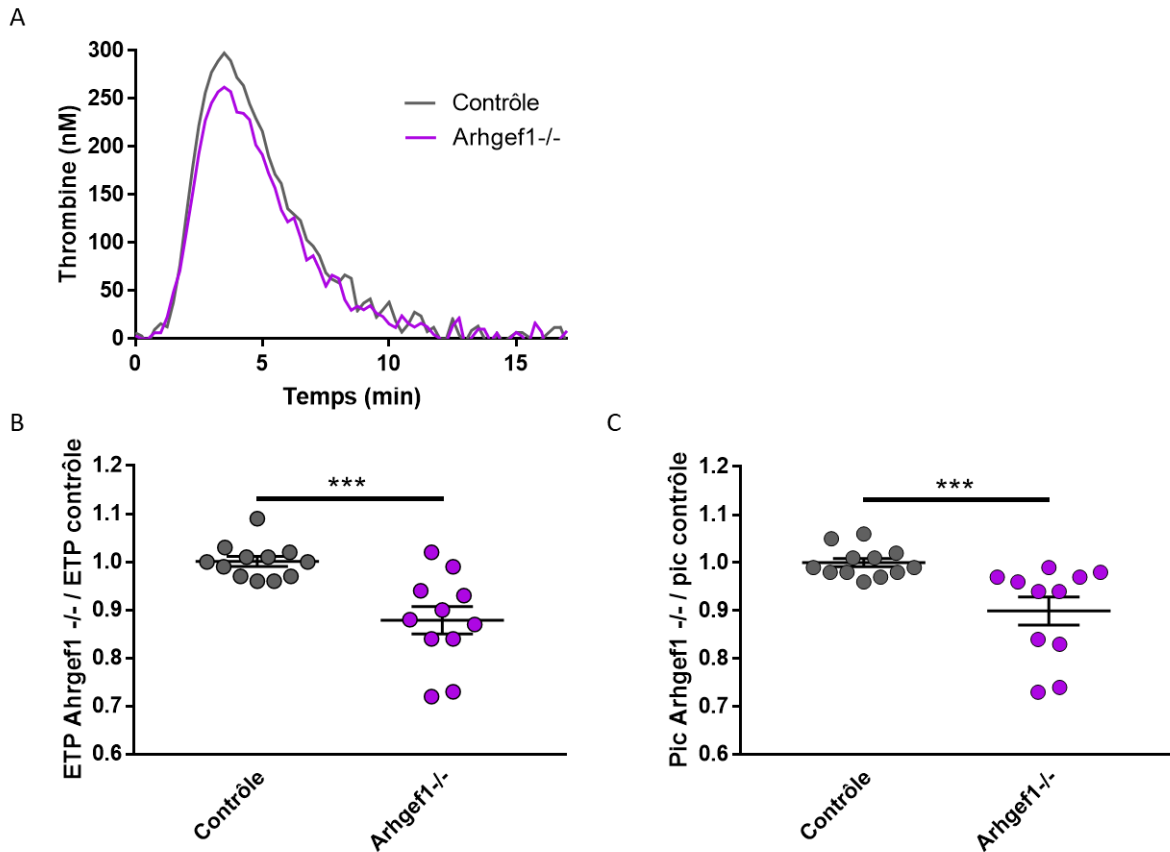 A
300
250
200
150
100
50
0
Thrombine (nM)
Contrôle
Arhgef1-/-
0 5 10 15
Temps (min)
B
1.2
1.1
1.0
0.9
0.8
0.7
0.6
ETP Ahrgef1 -/- / ETP contrôle
***
Contrôle
Arhgef1-/-
C
1.2
1.1
1.0
0.9
0.8
0.7
0.6
Pic Arhgef1 -/- / pic contrôle
***
Contrôle
Arhgef1-/-